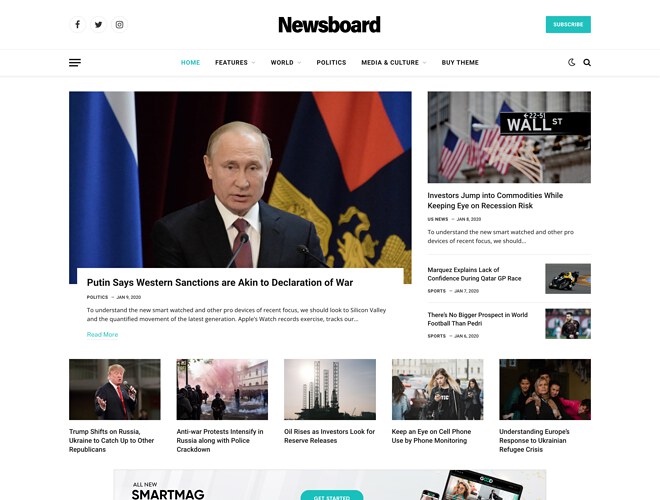 Newsboard
SUBSCRIBE
HOME
FEATURES
WORLD
POLITICS
MEDIA & CULTURE
BUY THEME
Putin Says Western Sanctions are Akin to Declaration of War
POLITICS — JAN 9, 2020
To understand the new smart watched and other pro devices of recent focus, we should look to Silicon Valley
and the quantified movement of the latest generation. Apple's Watch records exercise, tracks our...
Read More
WALL ST
Investors Jump into Commodities While
Keeping Eye on Recession Risk
US NEWS — JAN 8, 2020
To understand the new smart watched and other pro
devices of recent focus, we should...
Marquez Explains Lack of
Confidence During Qatar GP Race
SPORTS — JAN 7, 2020
There's No Bigger Prospect in World
Football Than Pedri
SPORTS — JAN 6, 2020
Trump Shifts on Russia,
Ukraine to Catch Up to Other
Republicans
Anti-war Protests Intensify in
Russia along with Police
Crackdown
Oil Rises as Investors Look for
Reserve Releases
Keep an Eye on Cell Phone
Use by Phone Monitoring
Understanding Europe's
Response to Ukrainian
Refugee Crisis
ALL NEW
SMARTMAG
GET STARTED